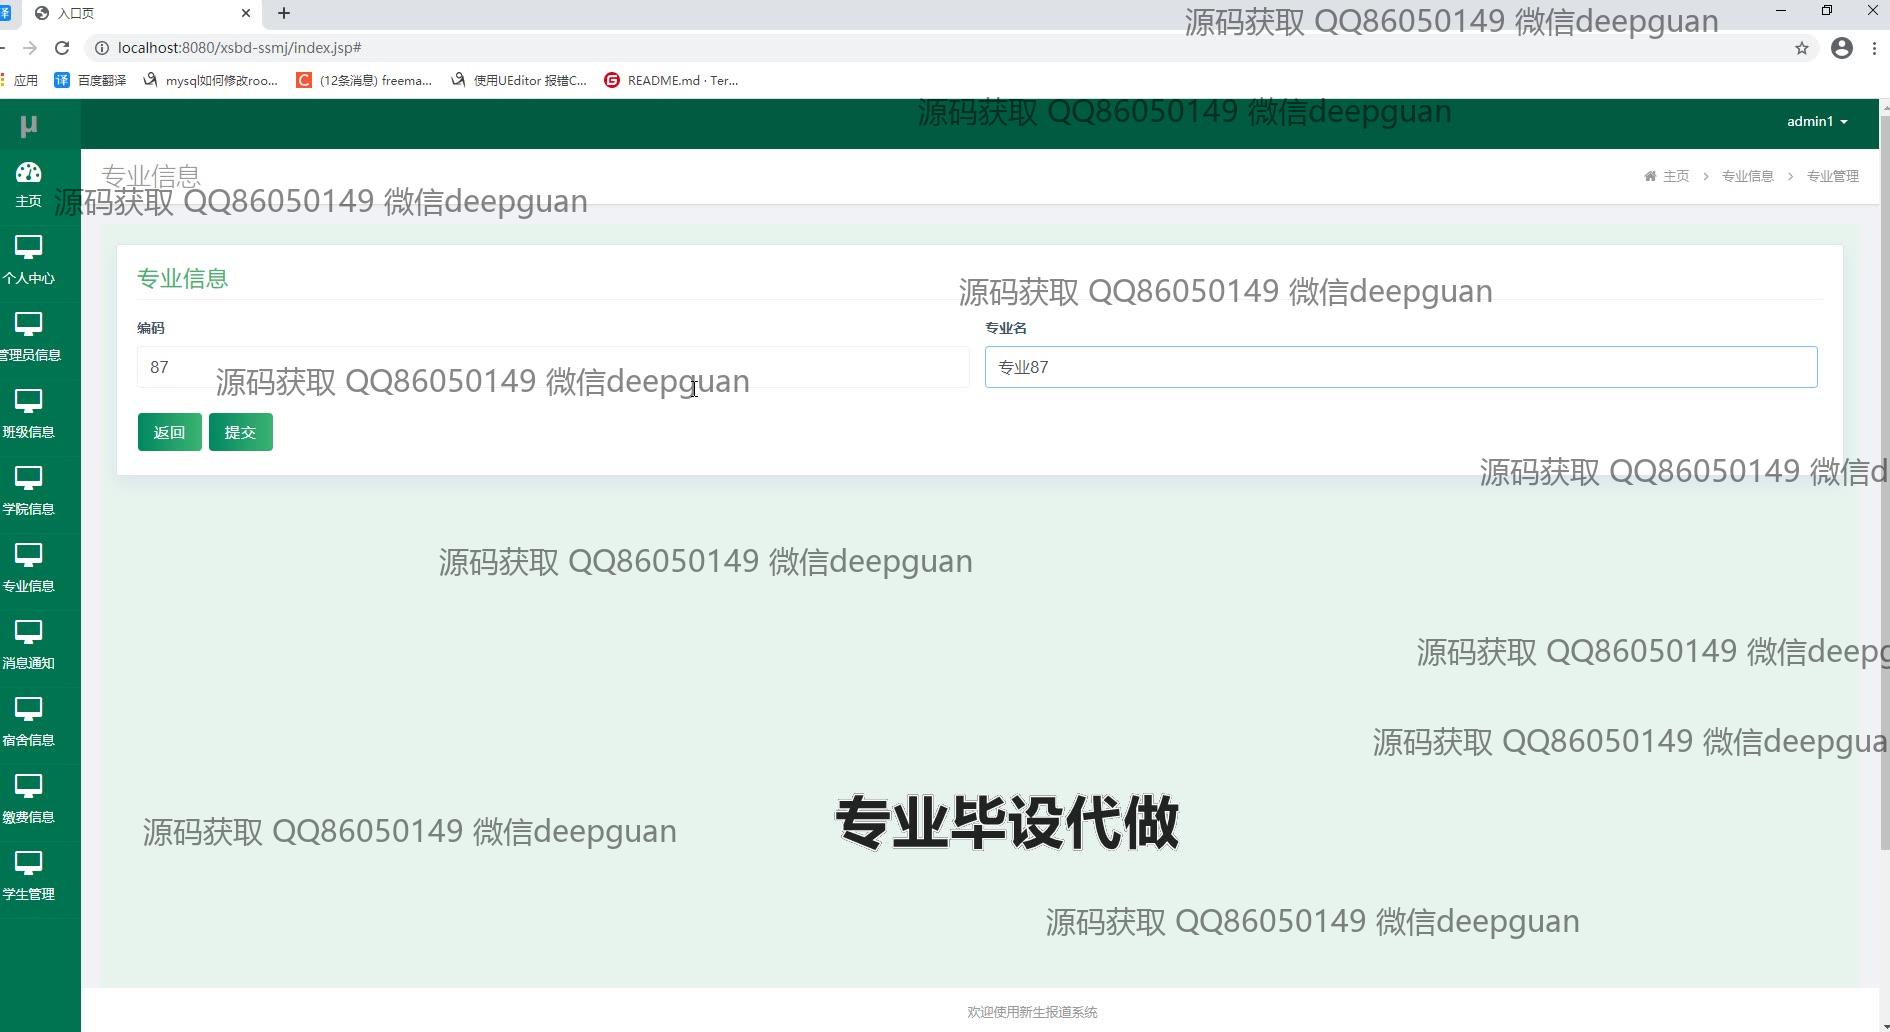 译
入口页
源码获取 QQ86050149 微信deepguan
localhost:8080/xsbd-ssmj/index.jsp#
应用
译 百度翻译
mysql如何修改roo...
C (12条消息) freema...
使用UEditor 报错C...
G README.md · Ter...
μ
源码获取 QQ86050149 微信deepguan
admin1
专业信息
主页 > 专业信息 > 专业管理
主页
源码获取 QQ86050149 微信deepguan
个人中心
专业信息
源码获取 QQ86050149 微信deepguan
编码
专业名
管理员信息
87
专业87
源码获取 QQ86050149 微信deepguan
班级信息
返回
提交
源码获取 QQ86050149 微信d
学院信息
源码获取 QQ86050149 微信deepguan
专业信息
消息通知
源码获取 QQ86050149 微信deepg
宿舍信息
源码获取 QQ86050149 微信deepgua
缴费信息
源码获取 QQ86050149 微信deepguan
专业毕设代做
学生管理
源码获取 QQ86050149 微信deepguan
欢迎使用新生报道系统